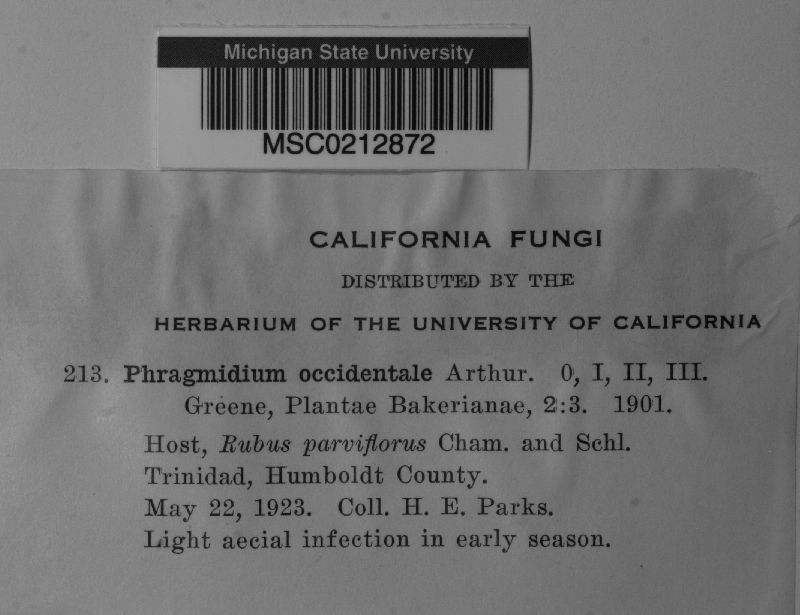 Michigan State University
MSC0212872
CALIFORNIA FUNGI
DISTRIBUTED BY THE
HERBARIUM OF THE UNIVERSITY OF CALIFORNIA
213. Phragmidium occidentale Arthur. 0, I, II, III.
Greene, Plantae Bakerianae, 2:3. 1901.
Host, Rubus parviflorus Cham. and Schl.
Trinidad, Humboldt County.
May 22, 1923. Coll. H. E. Parks.
Light aecial infection in early season.